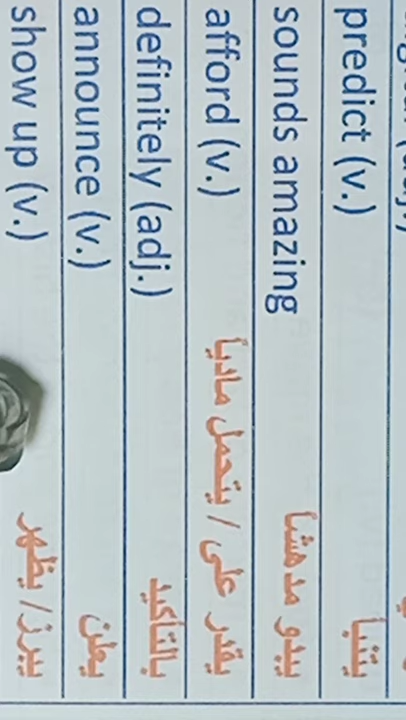 predict (v.) يتنبأ
sounds amazing يبدو مدهشا
afford (v.) يقدر على / يتحمل ماديا
definitely (adj.) بالتأكيد
announce (v.) يعلن
show up (v.) يبرز / يظهر